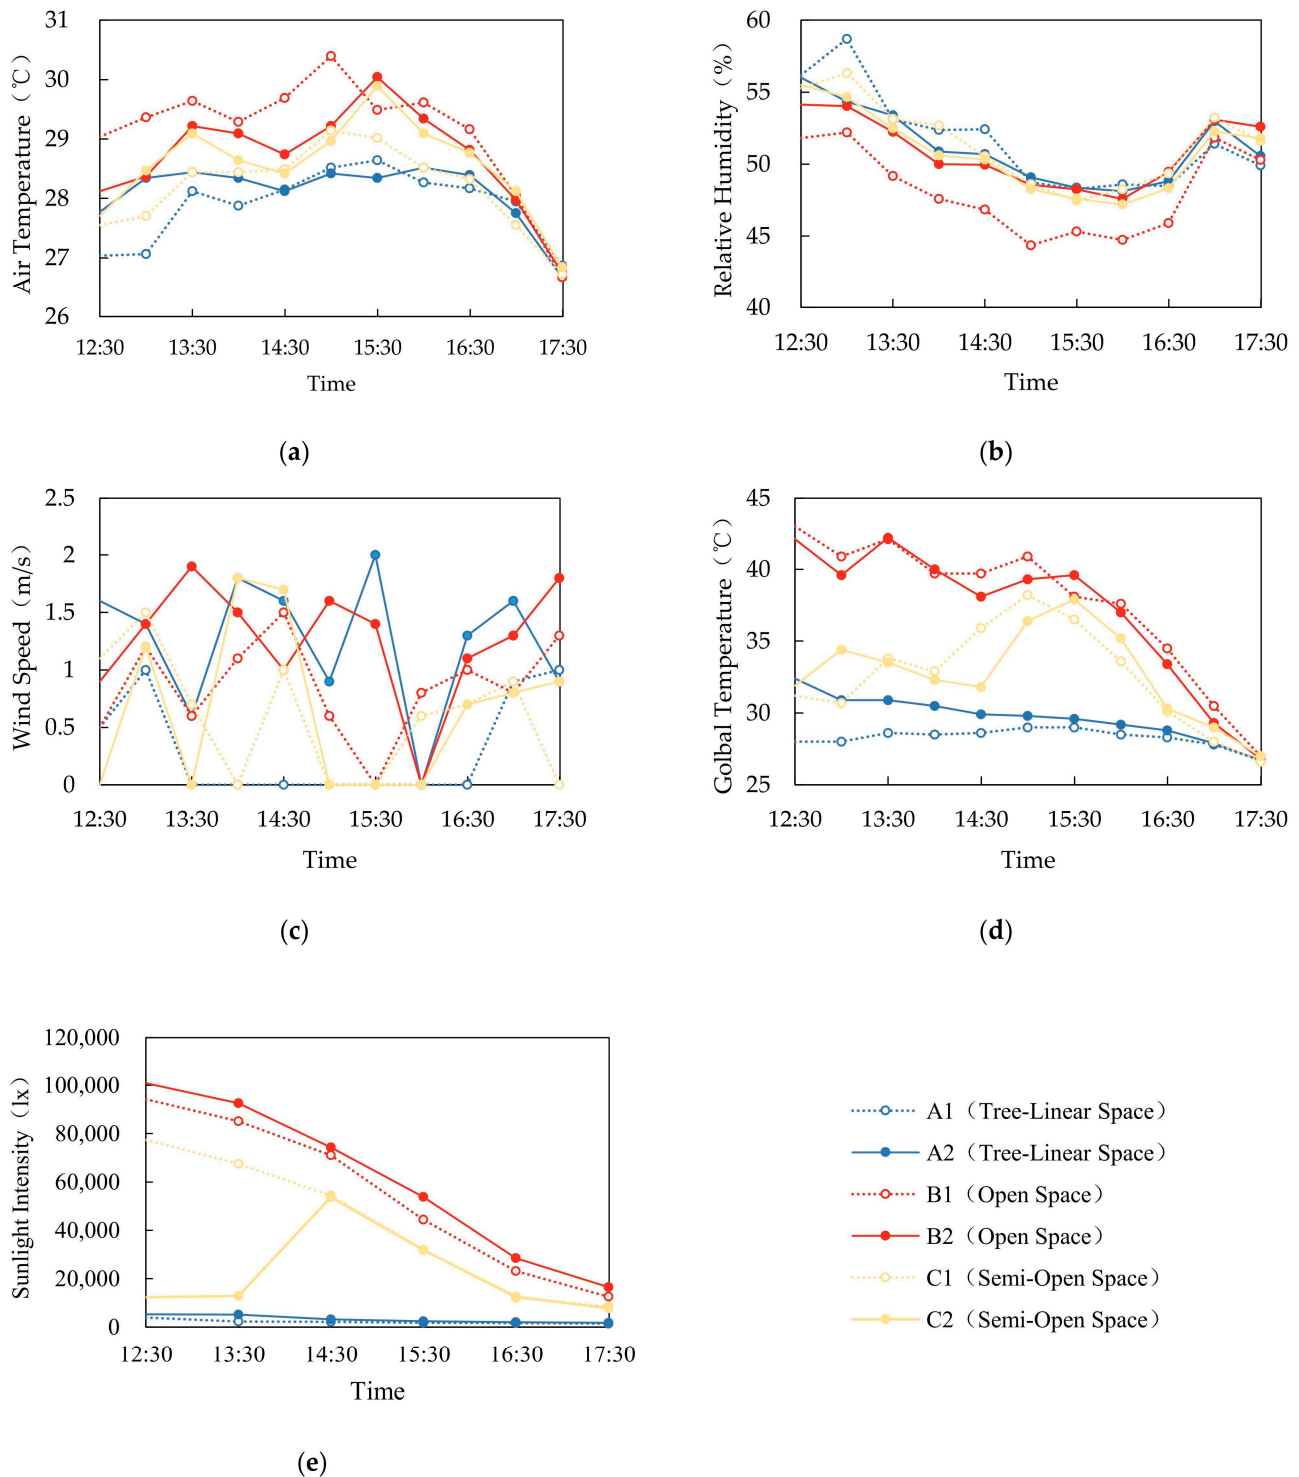 31
30
29
28
27
26
Air Temperature（℃）
12:30 13:30 14:30 15:30 16:30 17:30
Time
(a)
60
55
50
45
40
Relative Humidity（%）
12:30 13:30 14:30 15:30 16:30 17:30
Time
(b)
2.5
2
1.5
1
0.5
0
Wind Speed（m/s）
12:30 13:30 14:30 15:30 16:30 17:30
Time
(c)
45
40
35
30
25
Golbal Temperature（℃）
12:30 13:30 14:30 15:30 16:30 17:30
Time
(d)
120,000
100,000
80,000
60,000
40,000
20,000
0
Sunlight Intensity（lx）
12:30 13:30 14:30 15:30 16:30 17:30
Time
(e)
A1（Tree-Linear Space）
A2（Tree-Linear Space）
B1（Open Space）
B2（Open Space）
C1（Semi-Open Space）
C2（Semi-Open Space）